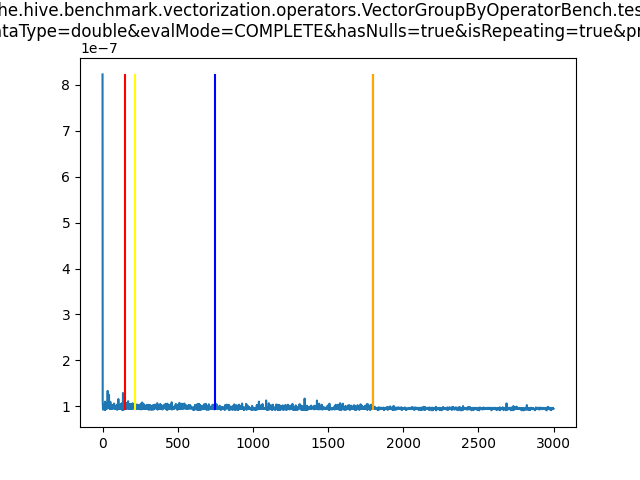 he.hive.benchmark.vectorization.operators.VectorGroupByOperatorBench.tes
taType=double&evalMode=COMPLETE&hasNulls=true&isRepeating=true&pr
1e−7
8
7
6
5
4
3
2
1
0 500 1000 1500 2000 2500 3000